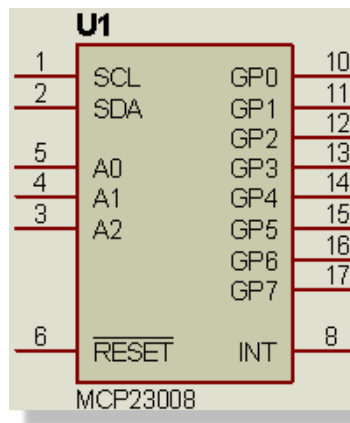 U1
1 SCL GP0 10
2 SDA GP1 11
GP2 12
5 A0 GP3 13
4 A1 GP4 14
3 A2 GP5 15
GP6 16
GP7 17
6 RESET INT 8
MCP23008